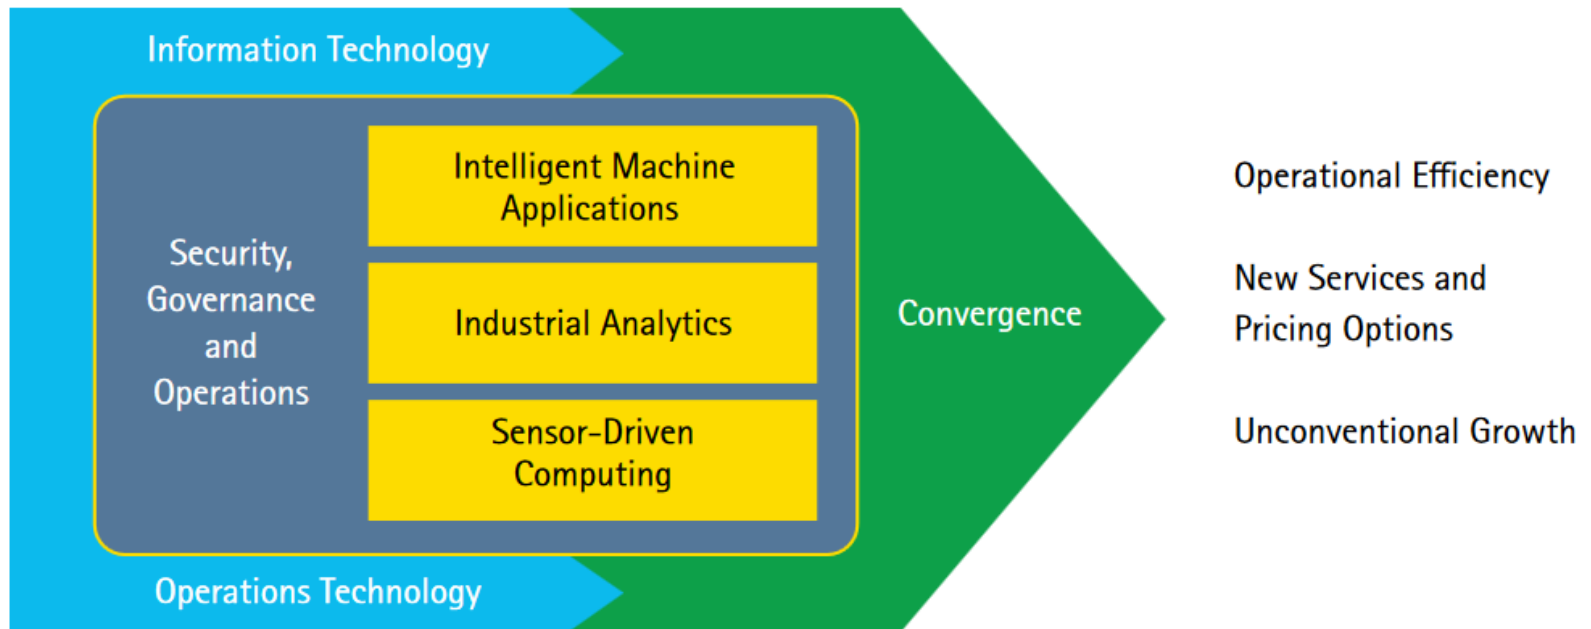 Information Technology
Security,
Governance
and
Operations
Intelligent Machine
Applications
Industrial Analytics
Sensor-Driven
Computing
Operations Technology
Convergence
Operational Efficiency
New Services and
Pricing Options
Unconventional Growth